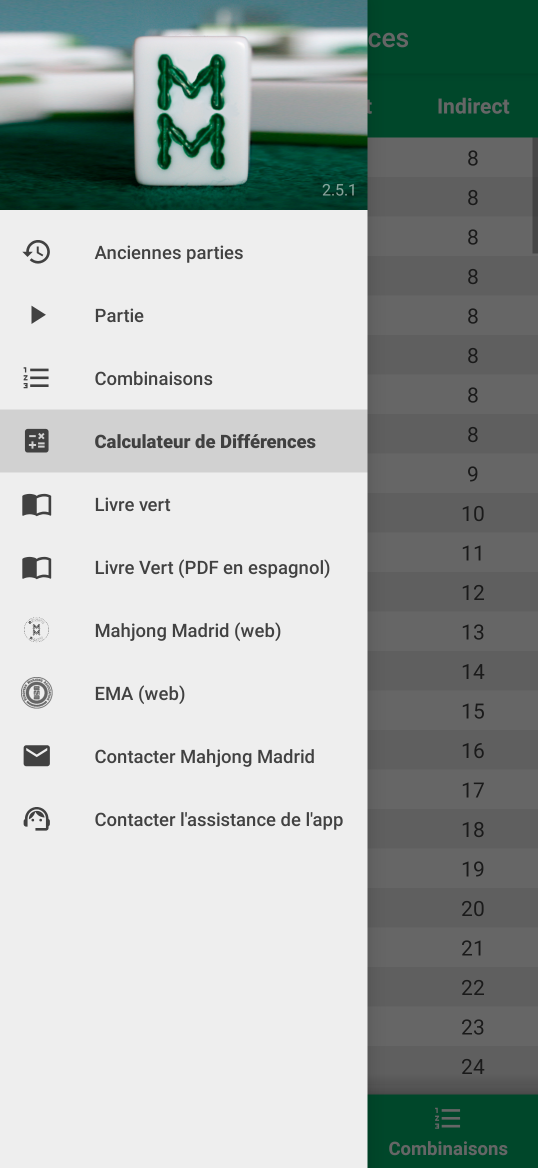 ces
M
M
2.5.1
t
Indirect
Anciennes parties
Partie
Combinaisons
Calculateur de Différences
Livre vert
Livre Vert (PDF en espagnol)
Mahjong Madrid (web)
EMA (web)
Contacter Mahjong Madrid
Contacter l'assistance de l'app
8
8
8
8
8
8
8
8
9
10
11
12
13
14
15
16
17
18
19
20
21
22
23
24
Combinaisons